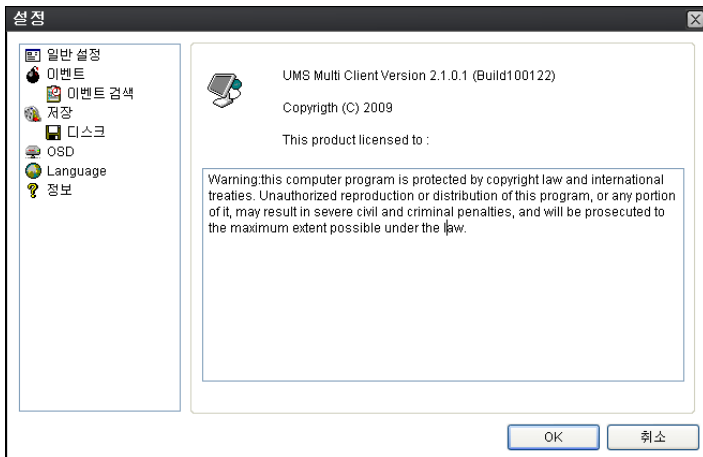 설정
일반 설정
이벤트
이벤트 검색
저장
디스크
OSD
Language
정보
UMS Multi Client Version 2.1.0.1 (Build100122)
Copyrigth (C) 2009
This product licensed to :
Warning:this computer program is protected by copyright law and international
treaties. Unauthorized reproduction or distribution of this program, or any portion
of it, may result in severe civil and criminal penalties, and will be prosecuted to
the maximum extent possible under the law.
OK
취소